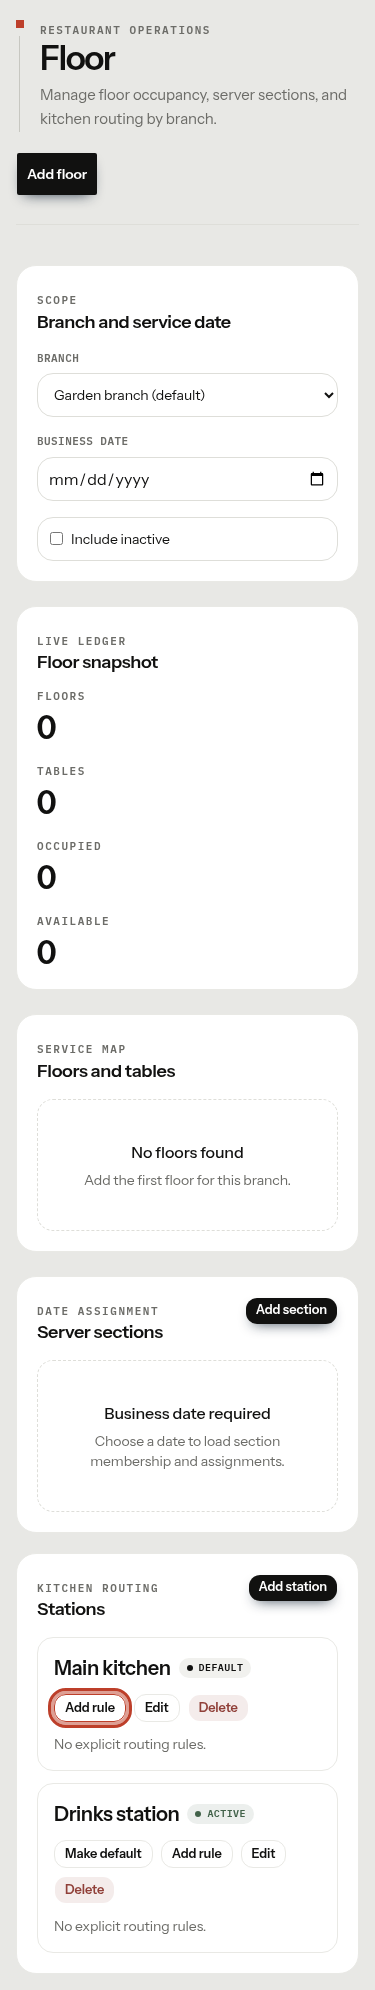 RESTAURANT OPERATIONS
Floor
Manage floor occupancy, server sections, and
kitchen routing by branch.
Add floor
SCOPE
Branch and service date
BRANCH
Garden branch (default)
BUSINESS DATE
mm/dd/yyyy
Include inactive
LIVE LEDGER
Floor snapshot
FLOORS
0
TABLES
0
OCCUPIED
0
AVAILABLE
0
SERVICE MAP
Floors and tables
No floors found
Add the first floor for this branch.
DATE ASSIGNMENT
Server sections
Add section
Business date required
Choose a date to load section
membership and assignments.
KITCHEN ROUTING
Stations
Add station
Main kitchen DEFAULT
Add rule Edit Delete
No explicit routing rules.
Drinks station ACTIVE
Make default Add rule Edit
Delete
No explicit routing rules.